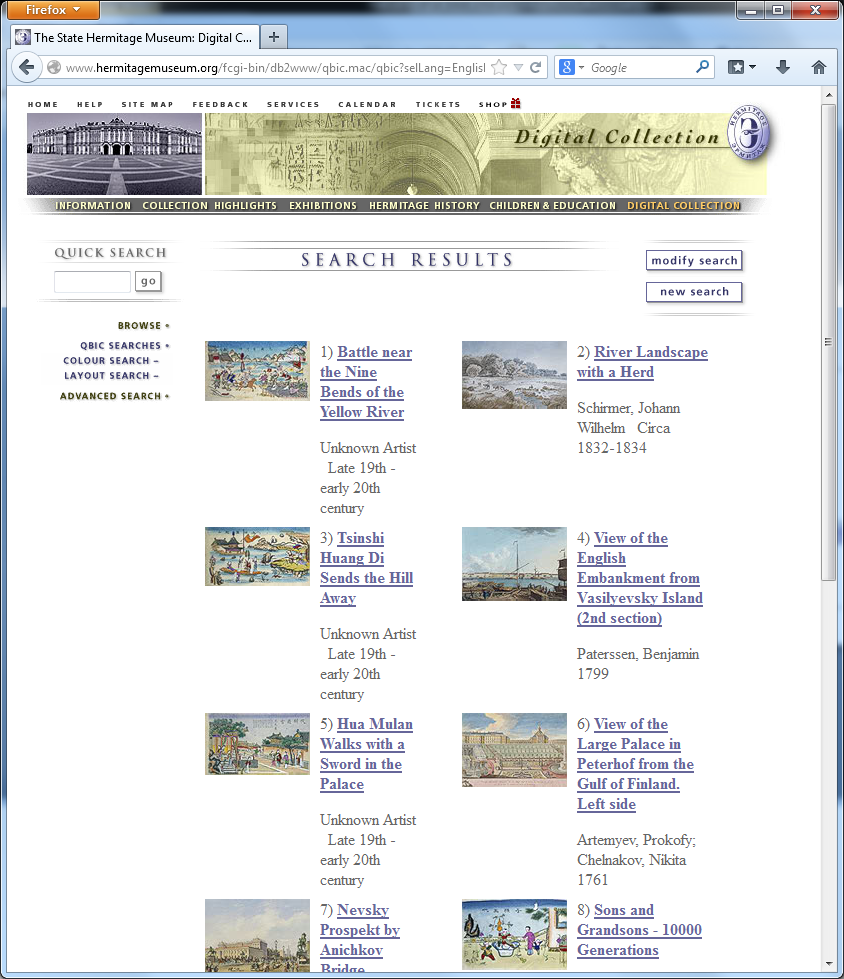 Firefox
The State Hermitage Museum: Digital C...
www.hermitagemuseum.org/fcgi-bin/db2www/qbic.mac/qbic?selLang=English
Google
HOME HELP SITE MAP FEEDBACK SERVICES CALENDAR TICKETS SHOP
Digital Collection
HERMITAGE
INFORMATION COLLECTION HIGHLIGHTS EXHIBITIONS HERMITAGE HISTORY CHILDREN & EDUCATION DIGITAL COLLECTION
QUICK SEARCH
go
BROWSE
QBIC SEARCHES
COLOUR SEARCH –
LAYOUT SEARCH –
ADVANCED SEARCH
SEARCH RESULTS
modify search
new search
1) Battle near
the Nine
Bends of the
Yellow River
Unknown Artist
Late 19th -
early 20th
century
2) River Landscape
with a Herd
Schirmer, Johann
Wilhelm Circa
1832-1834
3) Tsinshi
Huang Di
Sends the Hill
Away
Unknown Artist
Late 19th -
early 20th
century
4) View of the
English
Embankment from
Vasilyevsky Island
(2nd section)
Paterssen, Benjamin
1799
5) Hua Mulan
Walks with a
Sword in the
Palace
Unknown Artist
Late 19th -
early 20th
century
6) View of the
Large Palace in
Peterhof from the
Gulf of Finland.
Left side
Artemyev, Prokofy;
Chelnakov, Nikita
1761
7) Nevsky
Prospekt by
Anichkov
Bridge
8) Sons and
Grandsons - 10000
Generations